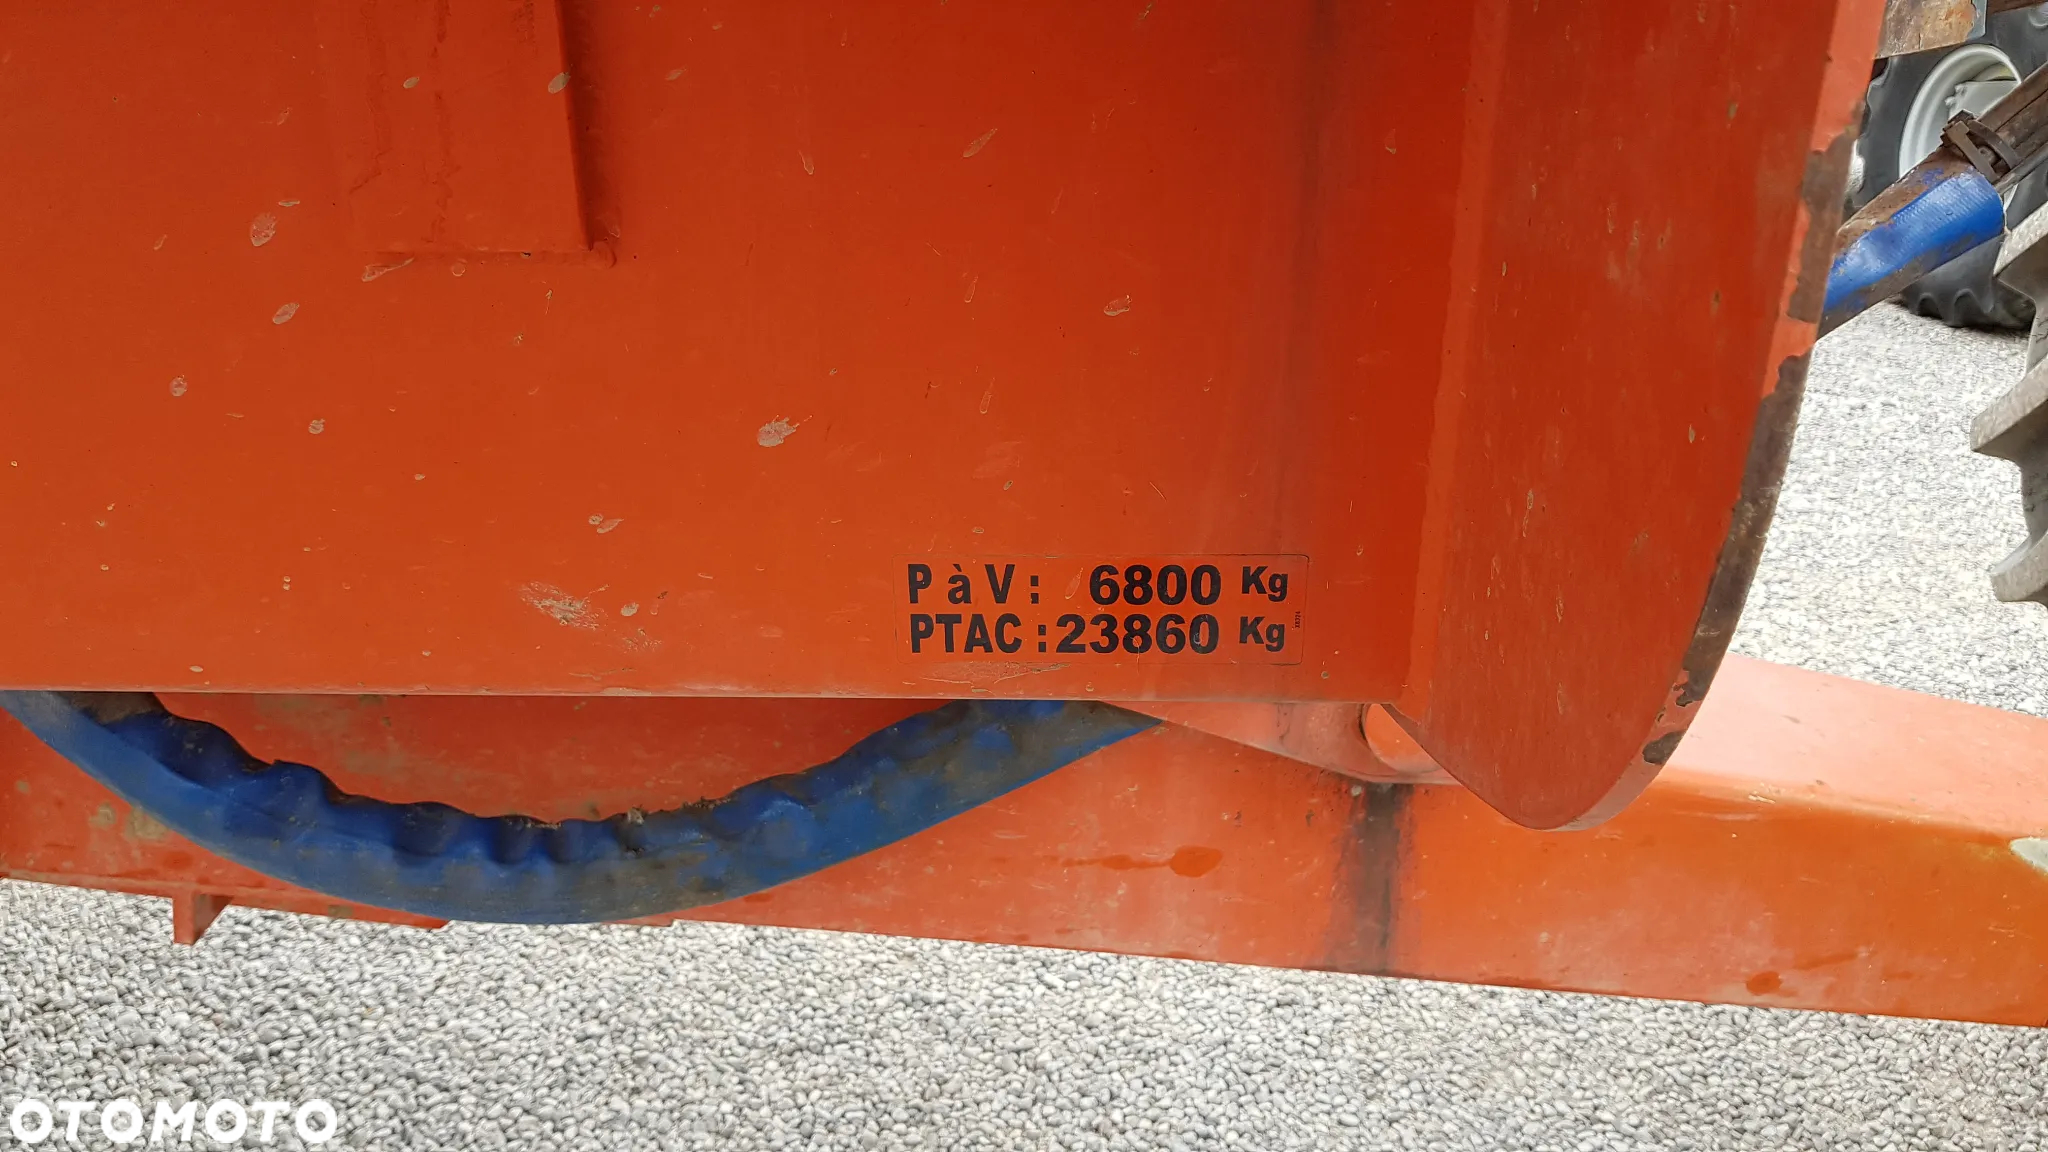 P à V : 6800 Kg
PTAC : 23860 Kg
OTOMOTO